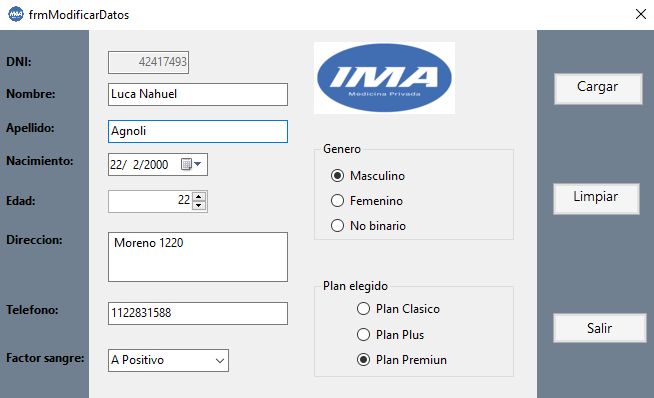 frmModificarDatos
DNI: 42417493
Nombre: Luca Nahuel
Apellido: Agnoli
Nacimiento: 22/ 2/2000
Edad: 22
Direccion: Moreno 1220
Telefono: 1122831588
Factor sangre: A Positivo
IMA
Medicina Privada
Genero
Masculino
Femenino
No binario
Plan elegido
Plan Clasico
Plan Plus
Plan Premiun
Cargar
Limpiar
Salir